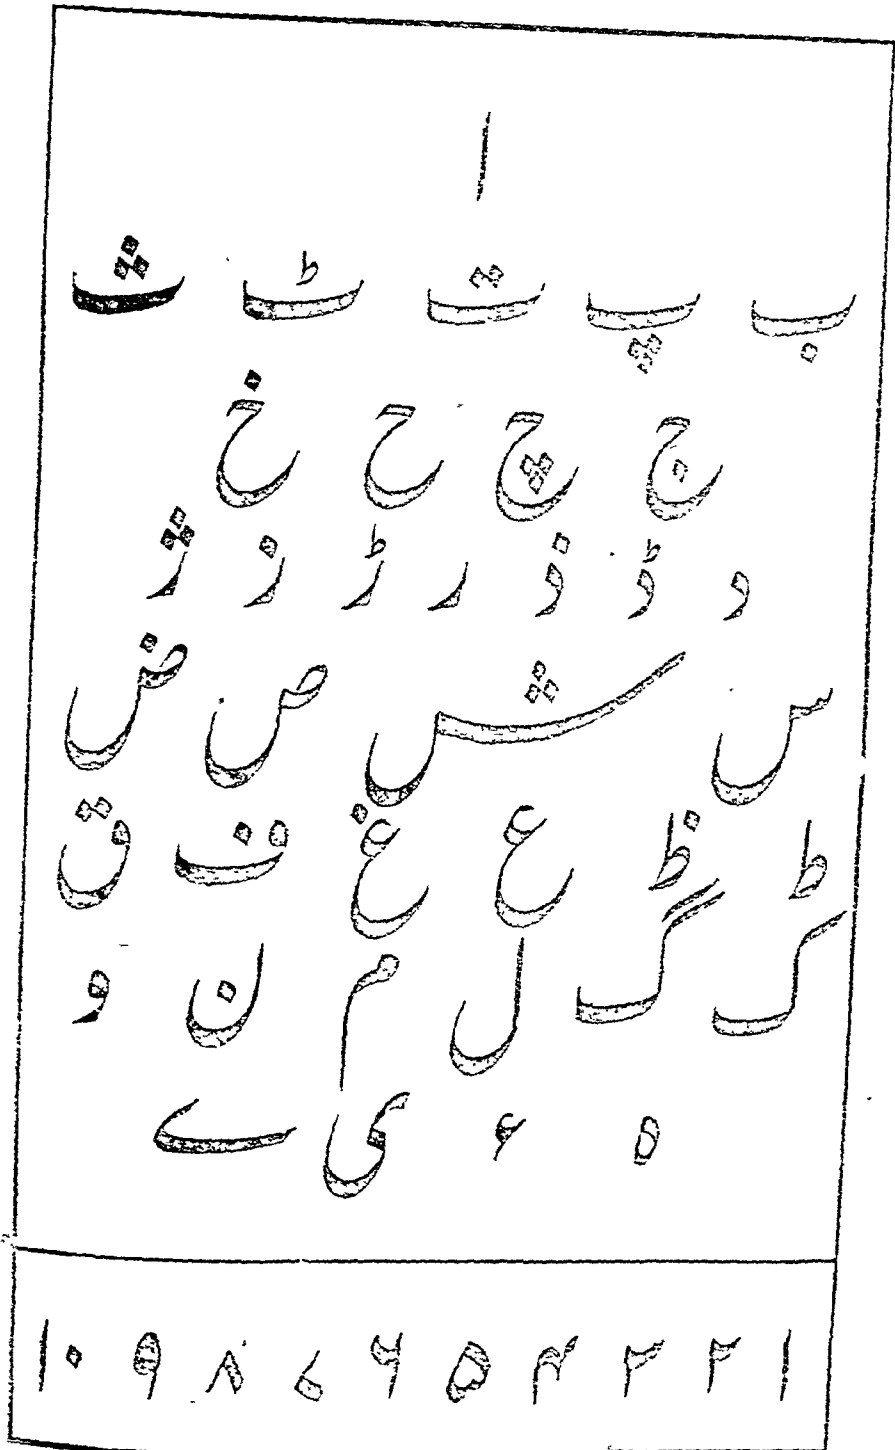 ا
ب پ ت ٹ ث
ج چ ح خ
د ڈ ذ ر ڑ ز ژ
س ش ص ض
ط ظ ع غ ف ق
ک گ ل م ن و
ہ ء ی ے
۱ ۲ ۳ ۴ ۵ ۶ ۷ ۸ ۹ ۱۰